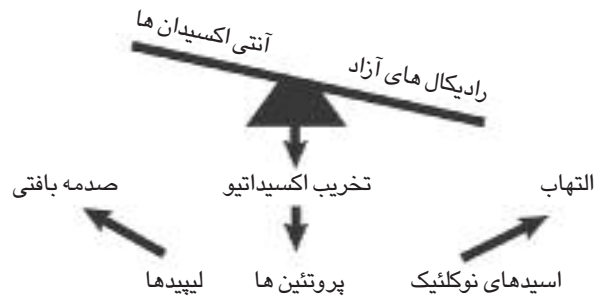 آنتی اکسیدان ها
رادیکال های آزاد
التهاب
تخریب اکسیداتیو
صدمه بافتی
اسیدهای نوکلئیک
پروتئین ها
لیپیدها